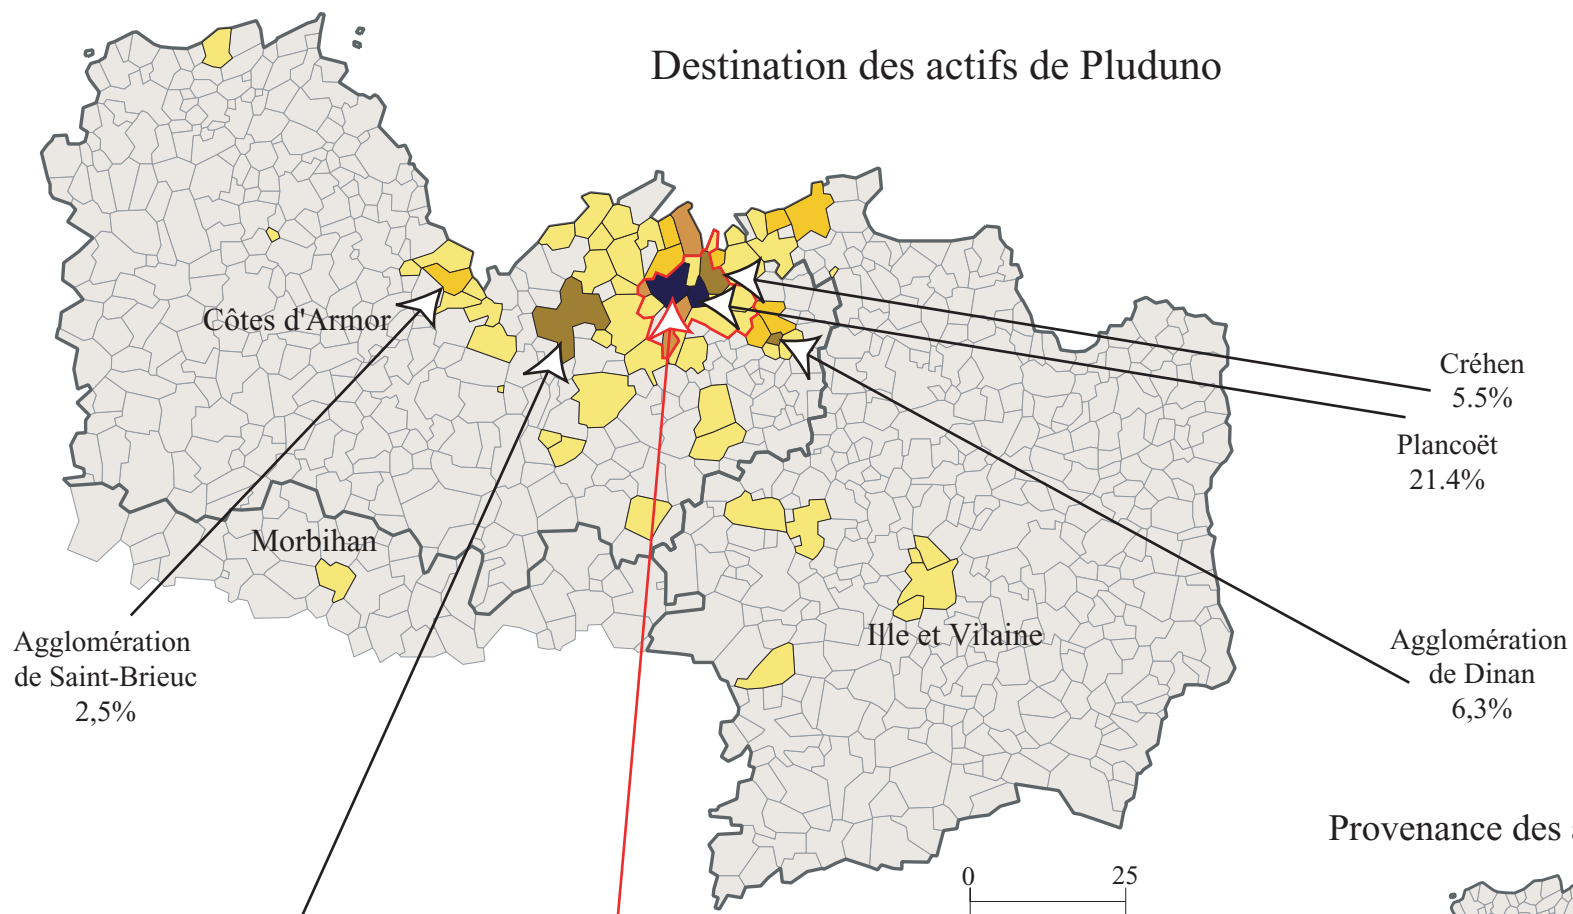 Destination des actifs de Pluduno
Côtes d'Armor
Créhen
5.5%
Plancoët
21.4%
Morbihan
Ille et Vilaine
Agglomération
de Saint-Brieuc
2,5%
Agglomération
de Dinan
6,3%
Provenance des
0
25